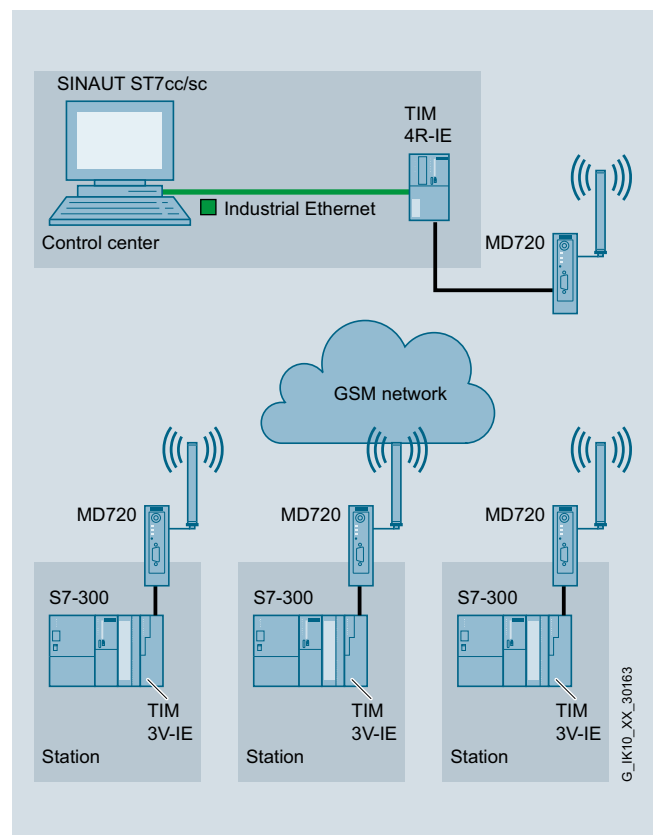 SINAUT ST7cc/sc
TIM
4R-IE
Industrial Ethernet
Control center
MD720
GSM network
MD720
MD720
MD720
S7-300
S7-300
S7-300
TIM
3V-IE
TIM
3V-IE
TIM
3V-IE
Station
Station
Station
G_IK10_XX_30163